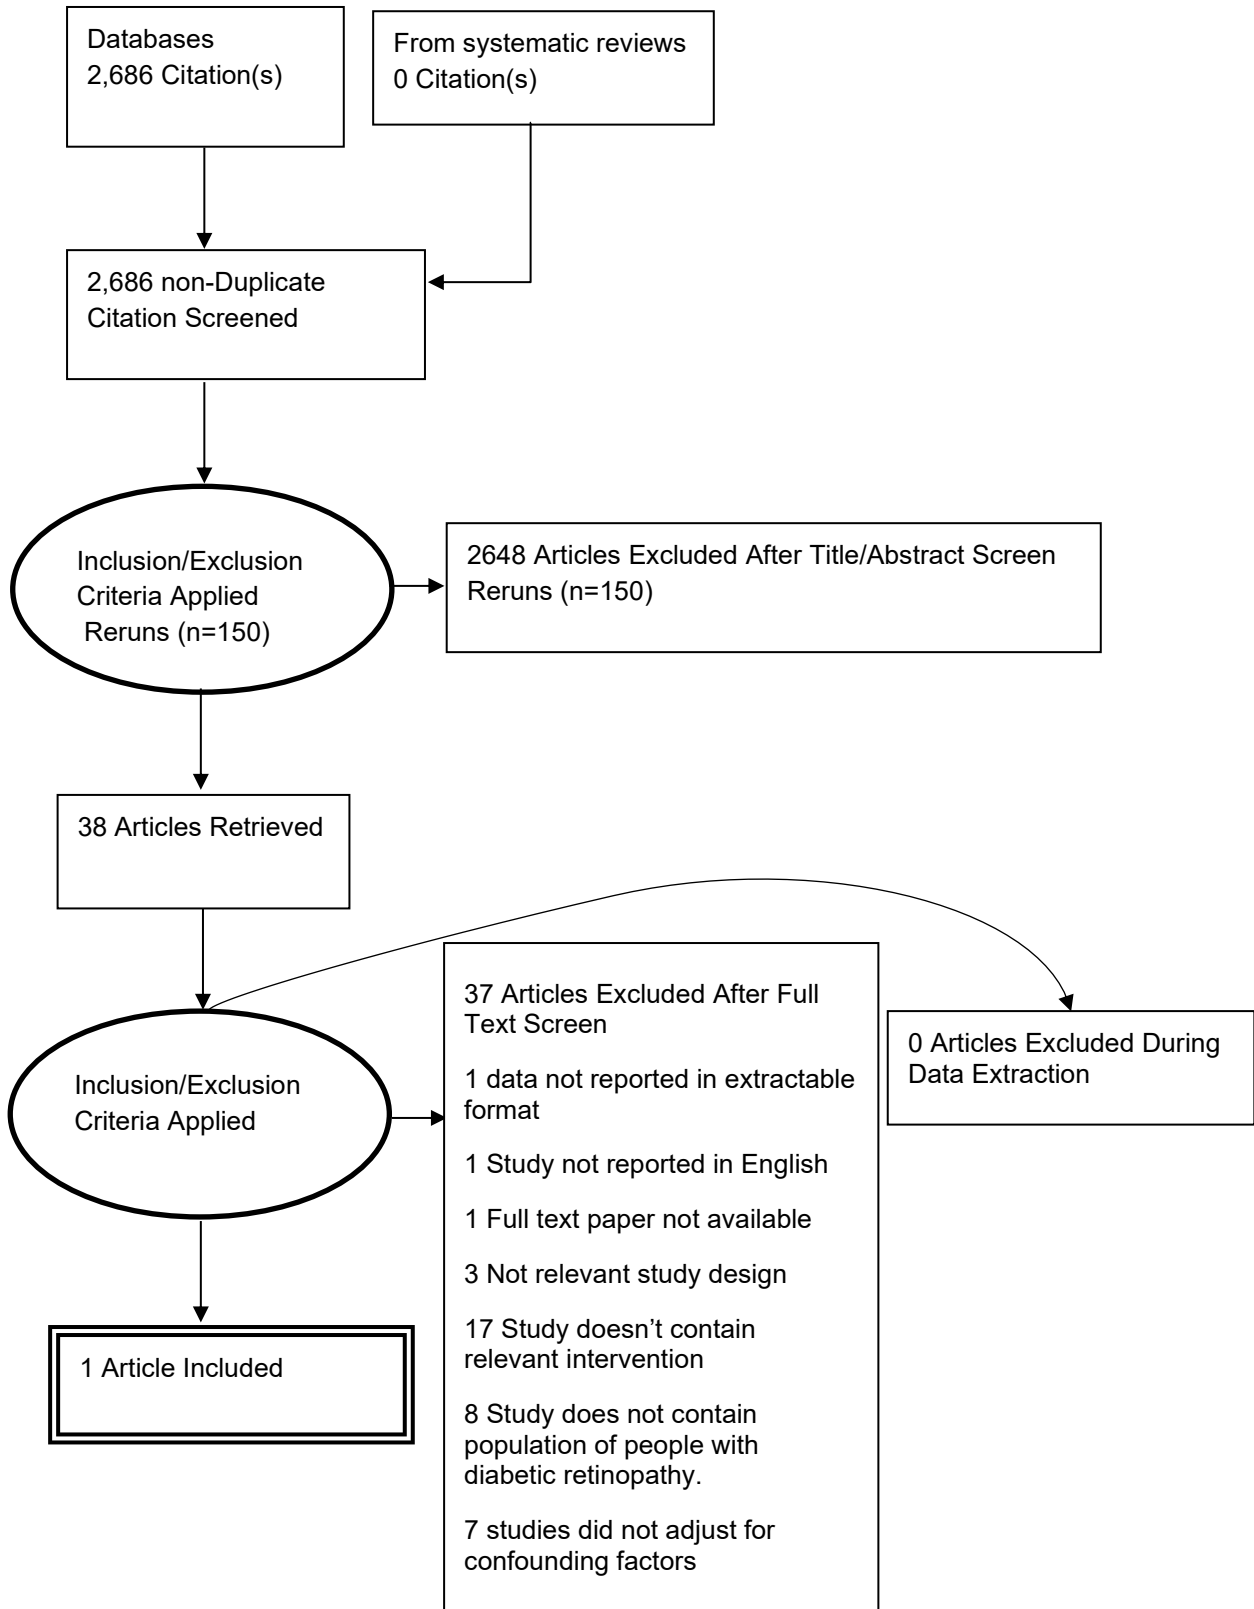 Databases
2,686 Citation(s)
From systematic reviews
0 Citation(s)
2,686 non-Duplicate
Citation Screened
Inclusion/Exclusion
Criteria Applied
Reruns (n=150)
2648 Articles Excluded After Title/Abstract Screen
Reruns (n=150)
38 Articles Retrieved
Inclusion/Exclusion
Criteria Applied
37 Articles Excluded After Full
Text Screen
1 data not reported in extractable
format
1 Study not reported in English
1 Full text paper not available
3 Not relevant study design
17 Study doesn’t contain
relevant intervention
8 Study does not contain
population of people with
diabetic retinopathy.
7 studies did not adjust for
confounding factors
0 Articles Excluded During
Data Extraction
1 Article Included